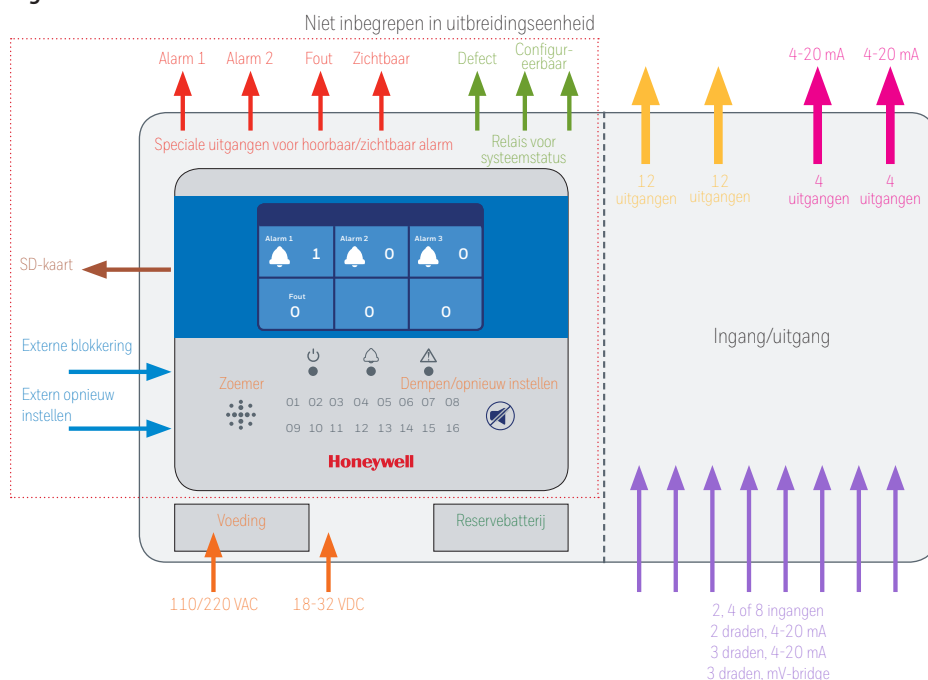 Niet inbegrepen in uitbreidingseenheid
Alarm 1
Alarm 2
Fout
Zichtbaar
Defect
Configur-
eerbaar
4-20 mA
4-20 mA
Speciale uitgangen voor hoorbaar/zichtbaar alarm
Relais voor
systeemstatus
12
uitgangen
12
uitgangen
4
uitgangen
4
uitgangen
Alarm 1
1
Alarm 2
0
Alarm 3
0
Fout
0
0
0
SD-kaart
Externe blokkering
Extern opnieuw
instellen
Ingang/uitgang
Zoemer
Dempen/opnieuw instellen
01 02 03 04 05 06 07 08
09 10 11 12 13 14 15 16
Honeywell
Voeding
Reservebatterij
110/220 VAC
18-32 VDC
2, 4 of 8 ingangen
2 draden, 4-20 mA
3 draden, 4-20 mA
3 draden, mV-bridge